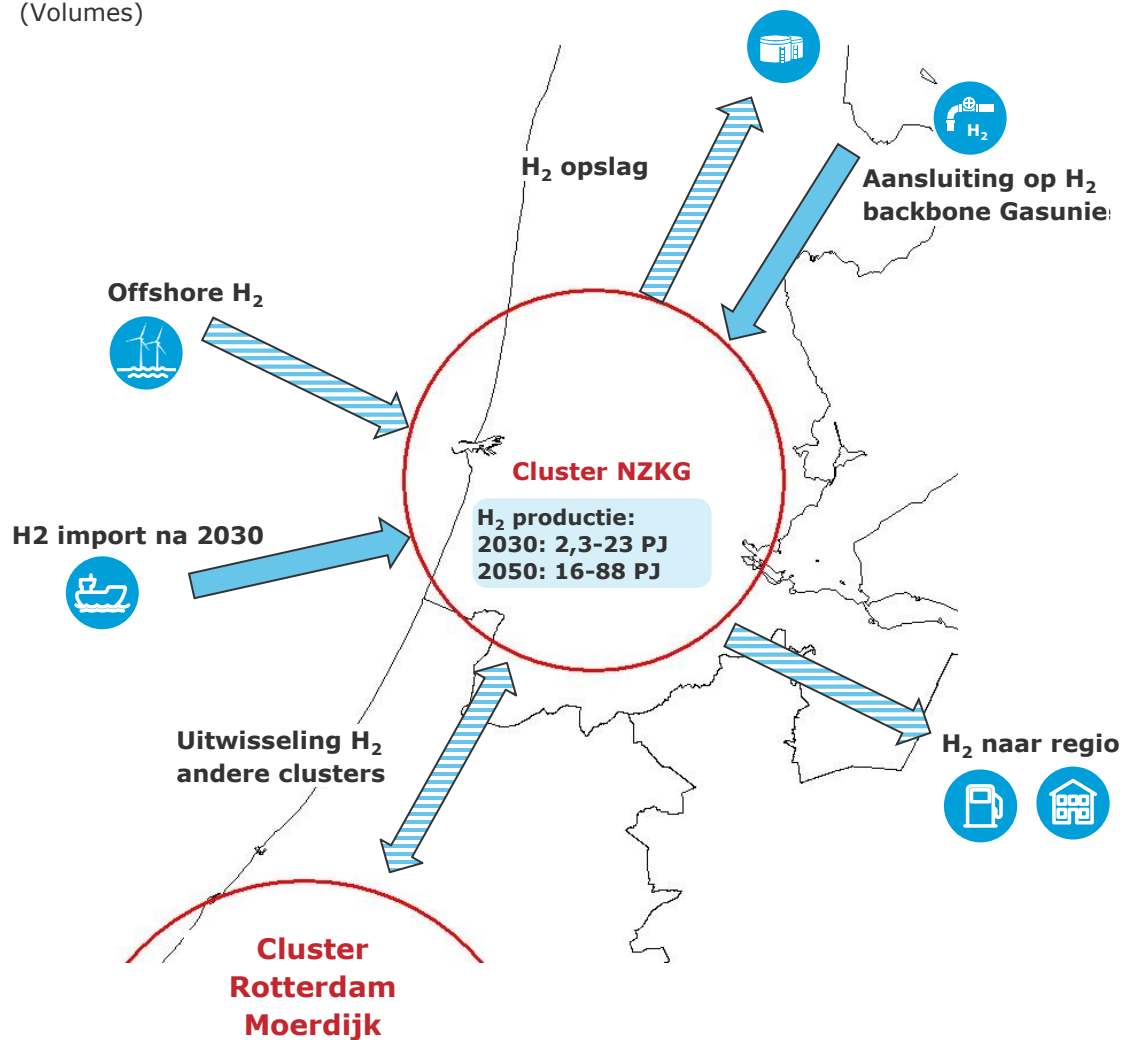 (Volumes)
H₂
H₂ opslag
Aansluiting op H₂
backbone Gasunie
Offshore H₂
Cluster NZKG
H₂ productie:
2030: 2,3-23 PJ
2050: 16-88 PJ
H2 import na 2030
Uitwisseling H₂
andere clusters
H₂ naar regio
Cluster
Rotterdam
Moerdijk